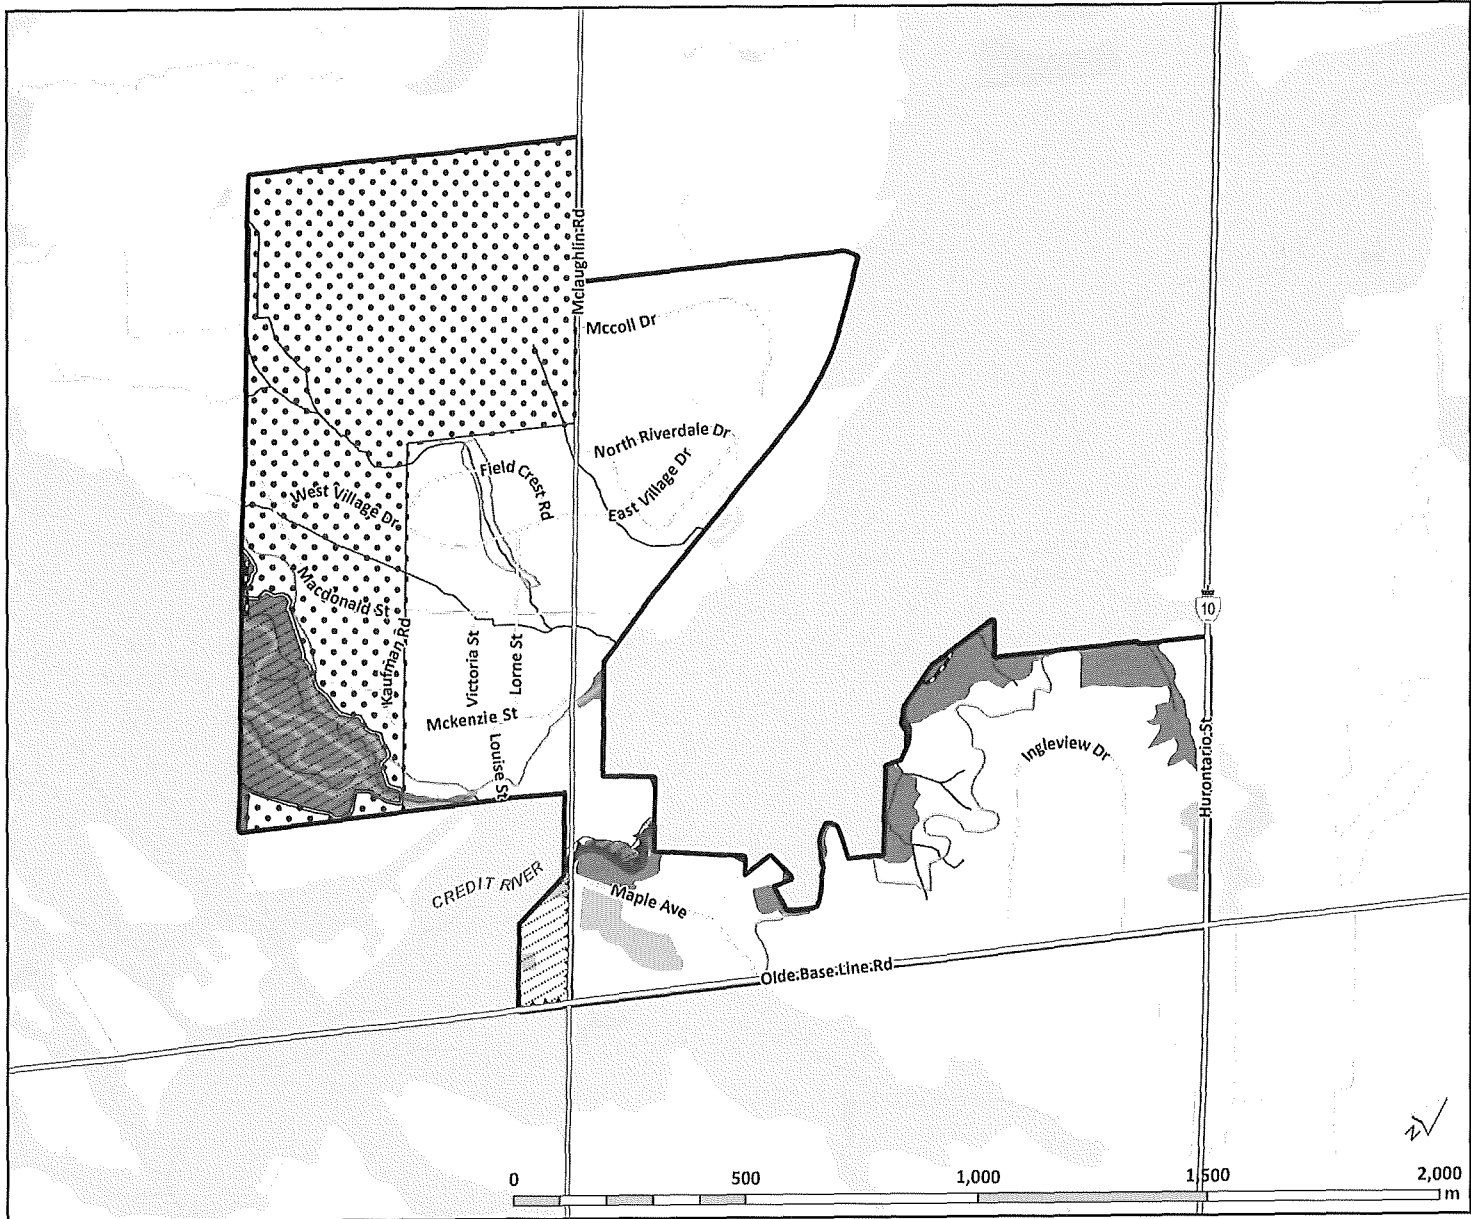 Mclaughlin Rd
Mccoll Dr
North Riverdale Dr
Field Crest Rd
East Village Dr
West Village Dr
Macdonald St
10
Kaufman Rd
Victoria St
Lorne St
Mckenzie St
Louise St
Ingleview Dr
Hurontario St
CREDIT RIVER
Maple Ave
Olde Base Line Rd
N
0 500 1,000 1,500 2,000
m